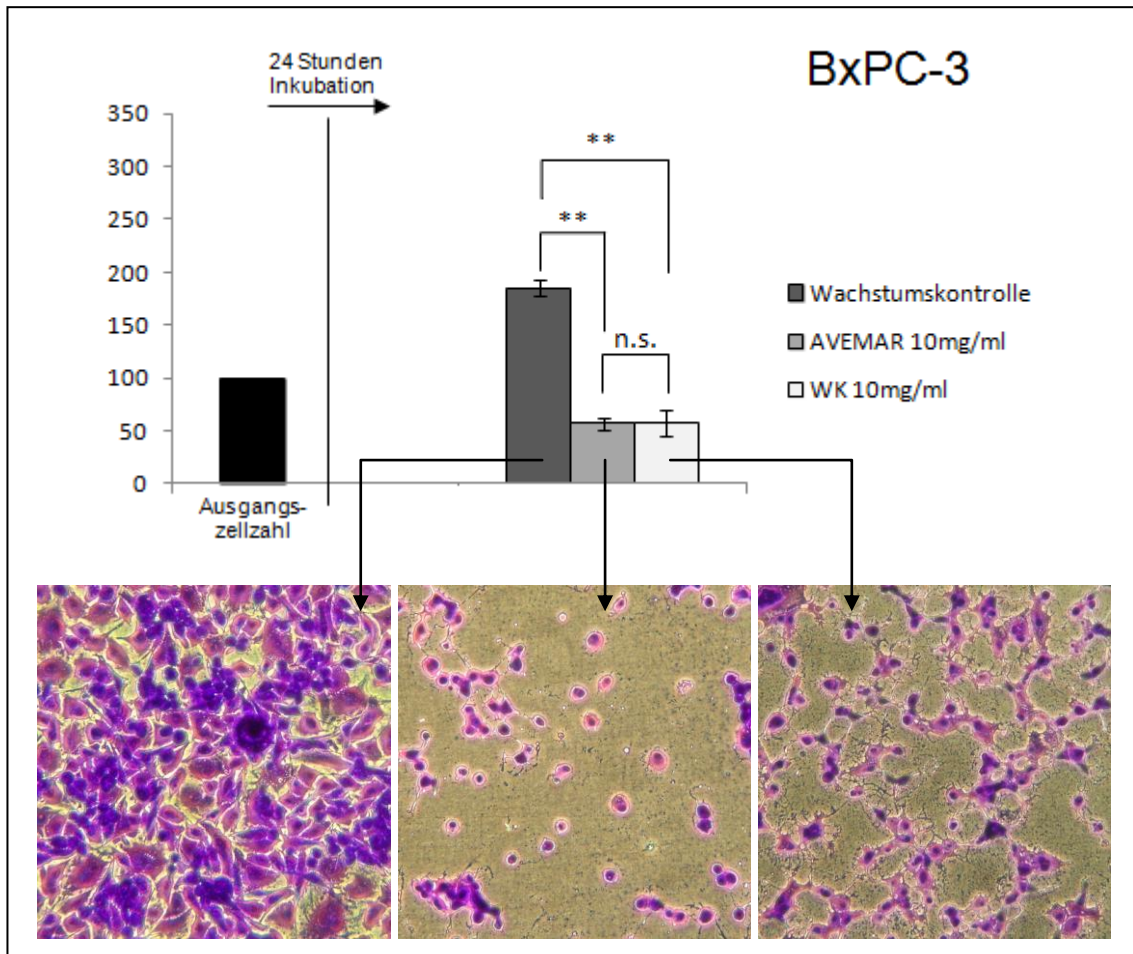 24 Stunden
Inkubation
BxPC-3
350
300
250
200
150
100
50
0
**
**
n.s.
Ausgangs-
zellzahl
Wachstumskontrolle
AVEMAR 10mg/ml
WK 10mg/ml